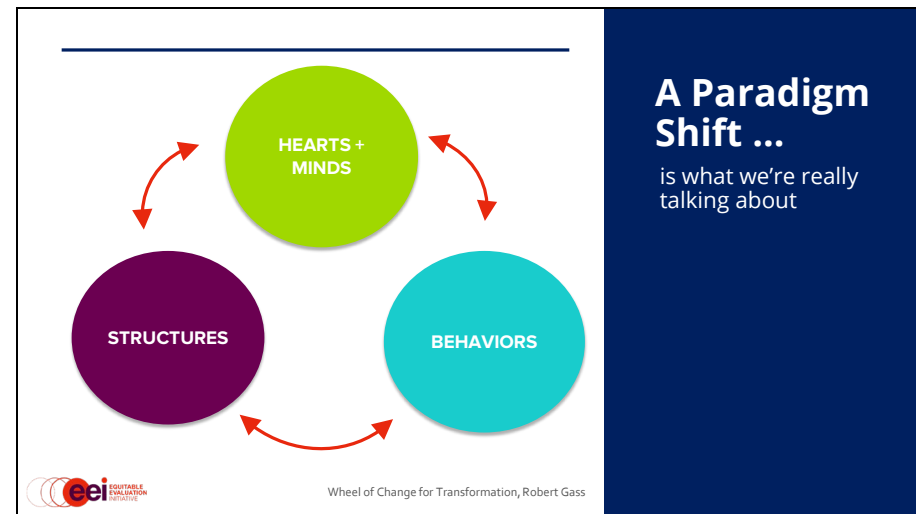 A Paradigm
Shift ...
is what we're really
talking about
HEARTS +
MINDS
STRUCTURES
BEHAVIORS
eei EQUITABLE
EVALUATION
INITIATIVE
Wheel of Change for Transformation, Robert Gass